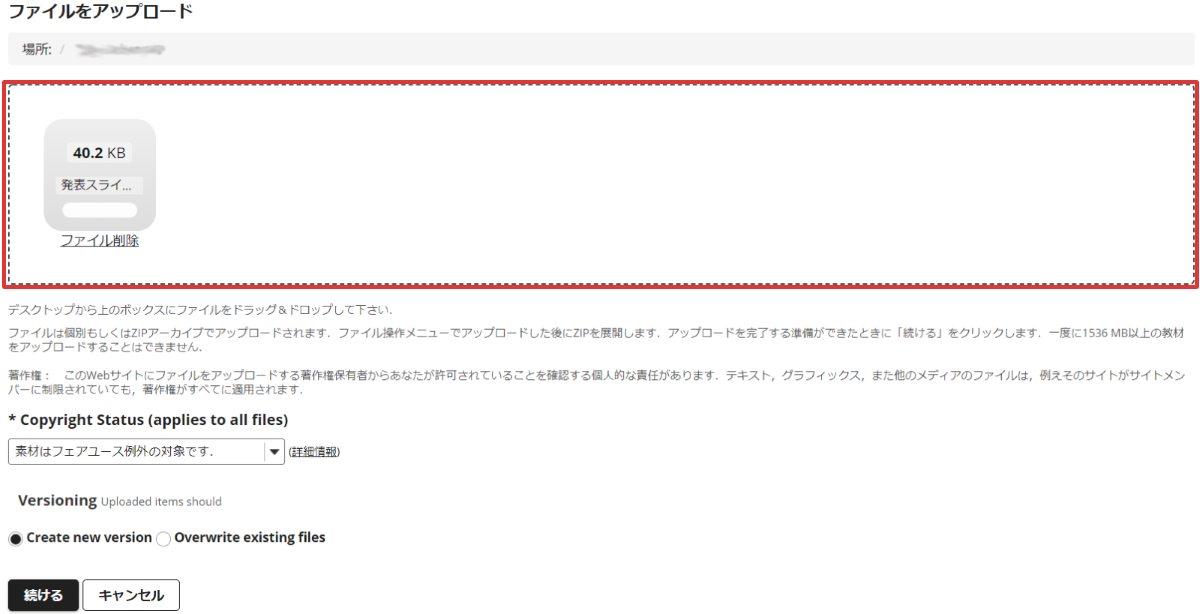 ファイルをアップロード
場所: /
40.2 KB
発表スライ...
ファイル削除
デスクトップから上のボックスにファイルをドラッグ＆ドロップして下さい.
ファイルは個別もしくはZIPアーカイブでアップロードされます．ファイル操作メニューでアップロードした後にZIPを展開します．アップロードを完了する準備ができたときに「続ける」をクリックします．一度に1536 MB以上の教材
をアップロードすることはできません．
著作権：　このWebサイトにファイルをアップロードする著作権保有者からあなたが許可されていることを確認する個人的な責任があります．テキスト，グラフィックス，また他のメディアのファイルは，例えそのサイトがサイトメン
バーに制限されていても，著作権がすべてに適用されます．
* Copyright Status (applies to all files)
素材はフェアユース例外の対象です． (詳細情報)
Versioning Uploaded items should
Create new version Overwrite existing files
続ける キャンセル